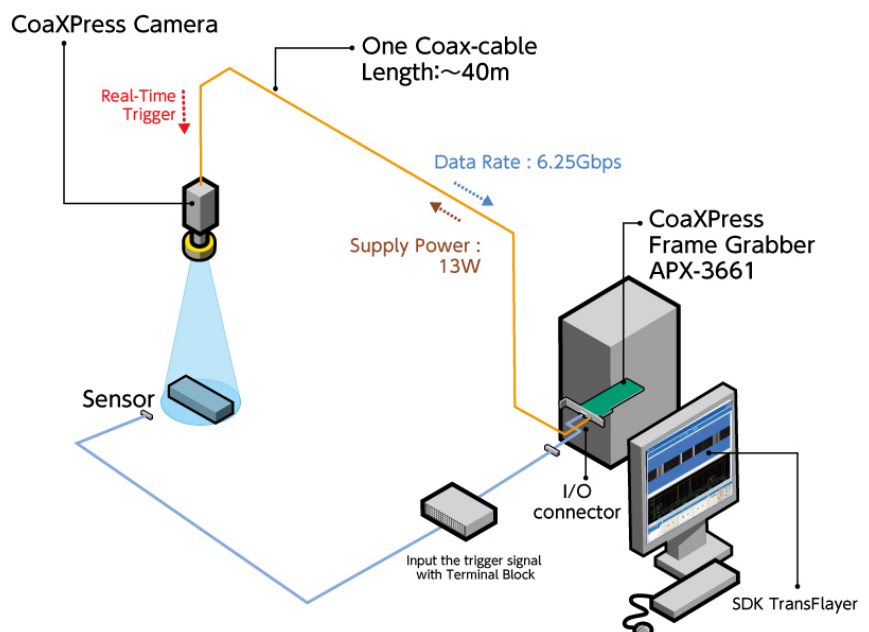 CoaXPress Camera
One Coax-cable
Length:～40m
Real-Time
Trigger
Data Rate : 6.25Gbps
Supply Power :
13W
CoaXPress
Frame Grabber
APX-3661
Sensor
I/O
connector
Input the trigger signal
with Terminal Block
SDK TransFlayer